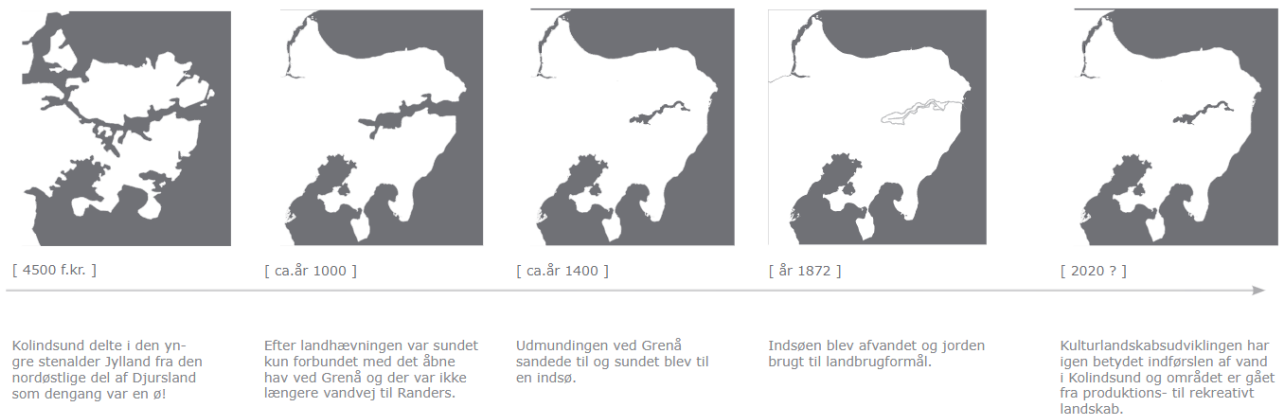 [ 4500 f.kr. ]
[ ca.år 1000 ]
[ ca.år 1400 ]
[ år 1872 ]
[ 2020 ? ]
Kolindsund delte i den yn-
gre stenalder Jylland fra den
nordøstlige del af Djursland
som dengang var en ø!
Efter landhævningen var sundet
kun forbundet med det åbne
hav ved Grenå og der var ikke
længere vandvej til Randers.
Udmundingen ved Grenå
sandede til og sundet blev til
en indsø.
Indsøen blev afvandet og jorden
brugt til landbrugformål.
Kulturlandskabsudviklingen har
igen betydet indførslen af vand
i Kolindsund og området er gået
fra produktions- til rekreativt
landskab.